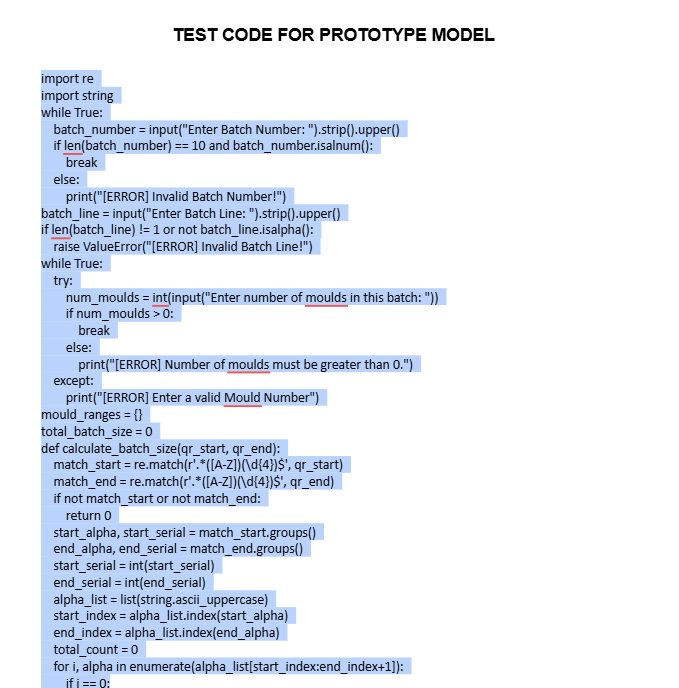 TEST CODE FOR PROTOTYPE MODEL
import re
import string
while True:
    batch_number = input("Enter Batch Number: ").strip().upper()
    if len(batch_number) == 10 and batch_number.isalnum():
        break
    else:
        print("[ERROR] Invalid Batch Number!")
batch_line = input("Enter Batch Line: ").strip().upper()
if len(batch_line) != 1 or not batch_line.isalpha():
    raise ValueError("[ERROR] Invalid Batch Line!")
while True:
    try:
        num_moulds = int(input("Enter number of moulds in this batch: "))
        if num_moulds > 0:
            break
        else:
            print("[ERROR] Number of moulds must be greater than 0.")
    except:
        print("[ERROR] Enter a valid Mould Number")
mould_ranges = {}
total_batch_size = 0
def calculate_batch_size(qr_start, qr_end):
    match_start = re.match(r'.*([A-Z])(\d{4})$', qr_start)
    match_end = re.match(r'.*([A-Z])(\d{4})$', qr_end)
    if not match_start or not match_end:
        return 0
    start_alpha, start_serial = match_start.groups()
    end_alpha, end_serial = match_end.groups()
    start_serial = int(start_serial)
    end_serial = int(end_serial)
    alpha_list = list(string.ascii_uppercase)
    start_index = alpha_list.index(start_alpha)
    end_index = alpha_list.index(end_alpha)
    total_count = 0
    for i, alpha in enumerate(alpha_list[start_index:end_index+1]):
        if i == 0: